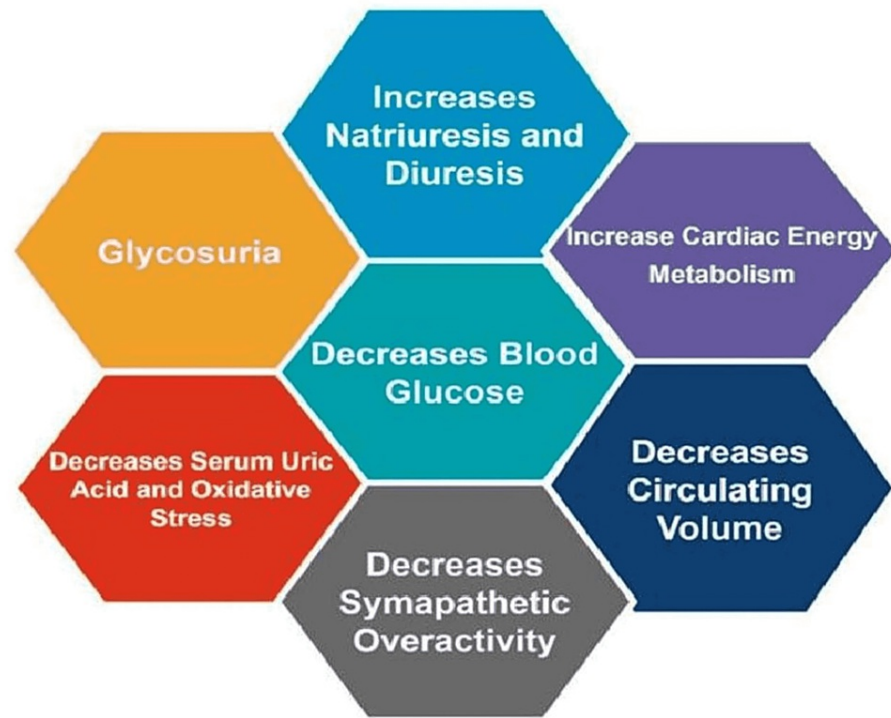 Increases
Natriuresis and
Diuresis
Glycosuria
Increase Cardiac Energy
Metabolism
Decreases Blood
Glucose
Decreases Serum Uric
Acid and Oxidative
Stress
Decreases
Circulating
Volume
Decreases
Symapathetic
Overactivity